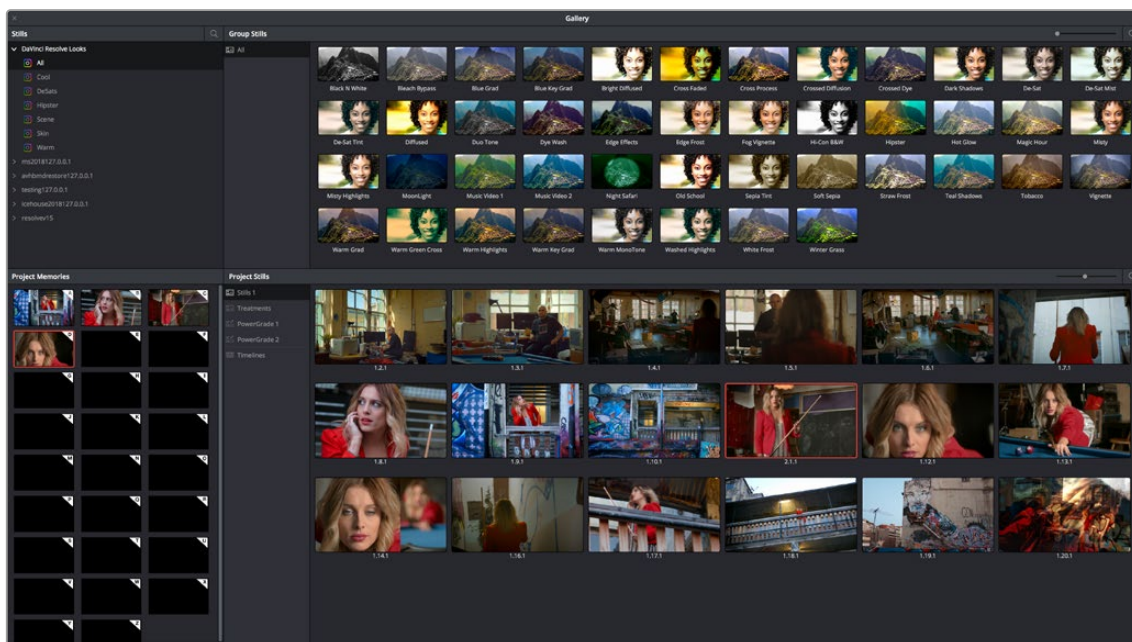 Gallery
Stills
Group Stills
DaVinci Resolve Looks
All
Cool
DeSats
Hipster
Scene
Skin
Warm
ms2018127.0.0.1
avhbmdrestore127.0.0.1
testing127.0.0.1
icehouse2018127.0.0.1
resolvev15
All
Black N White Bleach Bypass Blue Grad Blue Key Grad Bright Diffused Cross Faded Cross Process Crossed Diffusion Crossed Dye Dark Shadows De-Sat De-Sat Mist
De-Sat Tint Diffused Duo Tone Dye Wash Edge Effects Edge Frost Fog Vignette Hi-Con B&W Hipster Hot Glow Magic Hour Misty
Misty Highlights MoonLight Music Video 1 Music Video 2 Night Safari Old School Sepia Tint Soft Sepia Straw Frost Teal Shadows Tobacco Vignette
Warm Grad Warm Green Cross Warm Highlights Warm Key Grad Warm MonoTone Washed Highlights White Frost Winter Grass
Project Memories
Project Stills
Stills 1
Treatments
PowerGrade 1
PowerGrade 2
Timelines
1.2.1 1.3.1 1.4.1 1.5.1 1.6.1 1.7.1
1.8.1 1.9.1 1.10.1 2.1.1 1.12.1 1.13.1
1.14.1 1.16.1 1.17.1 1.18.1 1.19.1 1.20.1